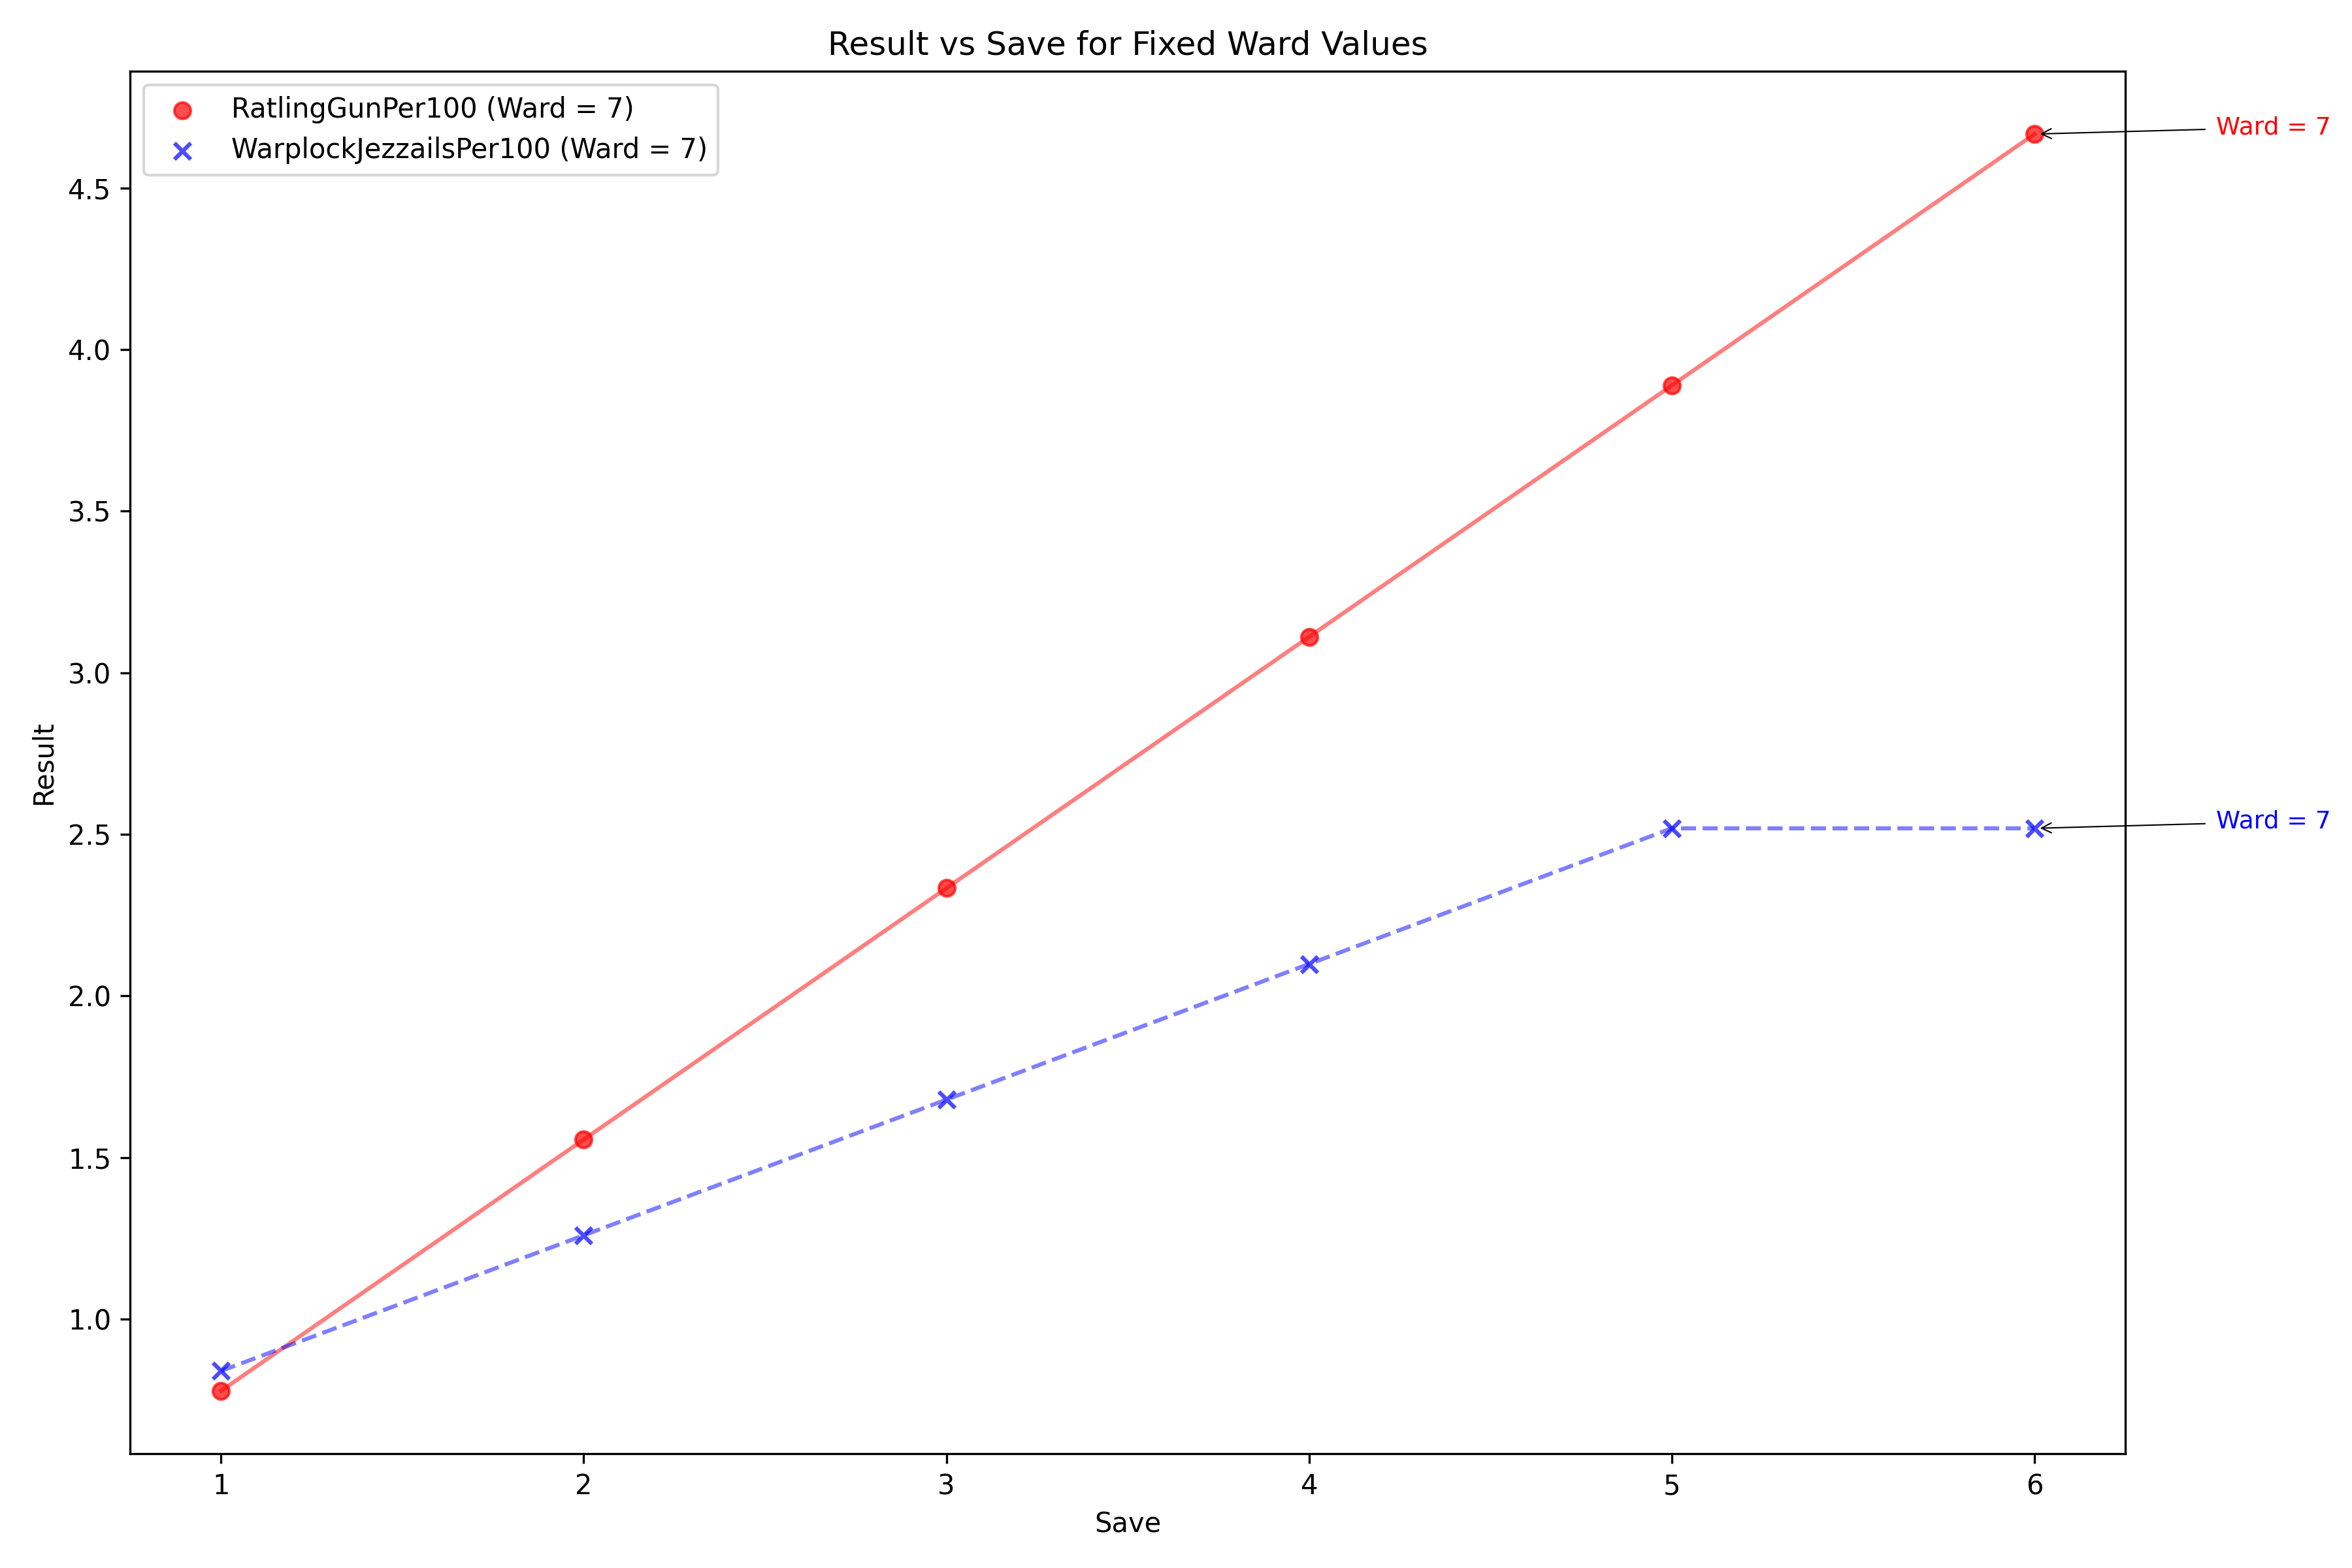 Result vs Save for Fixed Ward Values
RatlingGunPer100 (Ward = 7)
WarplockJezzailsPer100 (Ward = 7)
Ward = 7
4.5
4.0
3.5
3.0
2.5
2.0
1.5
1.0
Result
Ward = 7
1 2 3 4 5 6
Save